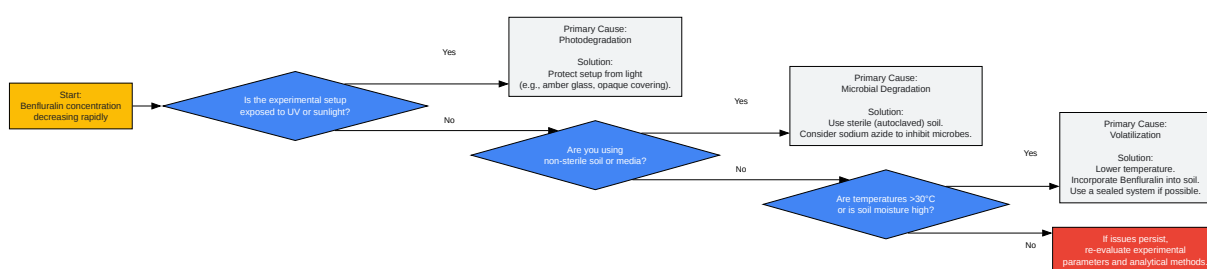 Start:
Benfluralin concentration
decreasing rapidly
Is the experimental setup
exposed to UV or sunlight?
Yes
Primary Cause:
Photodegradation
Solution:
Protect setup from light
(e.g., amber glass, opaque covering).
No
Are you using
non-sterile soil or media?
Yes
Primary Cause:
Microbial Degradation
Solution:
Use sterile (autoclaved) soil.
Consider sodium azide to inhibit microbes.
No
Are temperatures >30°C
or is soil moisture high?
Yes
Primary Cause:
Volatilization
Solution:
Lower temperature.
Incorporate Benfluralin into soil.
Use a sealed system if possible.
No
If issues persist,
re-evaluate experimental
parameters and analytical methods.